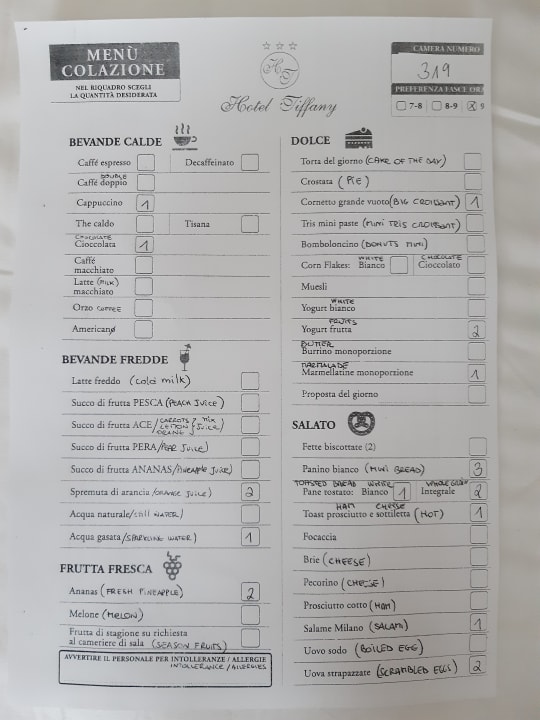 MENÙ
COLAZIONE
NEL RIQUADRO SCEGLI
LA QUANTITÀ DESIDERATA
HT
Hotel Tiffany
CAMERA NUMERO
319
PREFERENZA FASCE ORA
7-8 8-9 X 9
BEVANDE CALDE
Caffè espresso Decaffeinato
DOUBLE
Caffè doppio
Cappuccino 1
The caldo Tisana
CHOCOLATE
Cioccolata 1
Caffè
macchiato
Latte (MILK)
macchiato
Orzo COFFEE
Americano
BEVANDE FREDDE
Latte freddo (cold milk)
Succo di frutta PESCA (PEACH JUICE)
Succo di frutta ACE/ CARROTS LEMON ORANGE } MIX JUICE)
Succo di frutta PERA/PEAR JUICE)
Succo di frutta ANANAS/PINEAPPLE JUICE)
Spremuta di arancia/ORANGE JUICE) 2
Acqua naturale/Still WATER)
Acqua gasata/SPARKLING WATER) 1
FRUTTA FRESCA
Ananas (FRESH PINEAPPLE) 2
Melone (MELON)
Frutta di stagione su richiesta
al cameriere di sala (SEASON FRUITS)
AVVERTIRE IL PERSONALE PER INTOLLERANZE / ALLERGIE
INTOLLERANCE /ALLERGIES
DOLCE
Torta del giorno (CAKE OF THE DAY)
Crostata (PIE)
Cornetto grande vuoto(BIG CROISSANT) 1
Tris mini paste (MINI TRIS CROISSANT)
Bomboloncino (DONUTS MINI)
WHITE CHOCOLATE
Corn Flakes: Bianco Cioccolato
Muesli
WHITE
Yogurt bianco
FRUITS
Yogurt frutta 2
BUTTER
Burrino monoporzione
MARMALADE
Marmellatine monoporzione 1
Proposta del giorno
SALATO
Fette biscottate (2)
Panino bianco (MINI BREAD) 3
TOASTED BREAD WHITE WHOLE GRAIN
Pane tostato: Bianco 1 Integrale 2
HAM CHEESE
Toast prosciutto e sottiletta (HOT) 1
Focaccia
Brie (CHEESE)
Pecorino (CHEESE)
Prosciutto cotto (HAM)
Salame Milano (SALAMI) 1
Uovo sodo (BOILED EGG)
Uova strapazzate (SCRAMBLED EGGS) 2